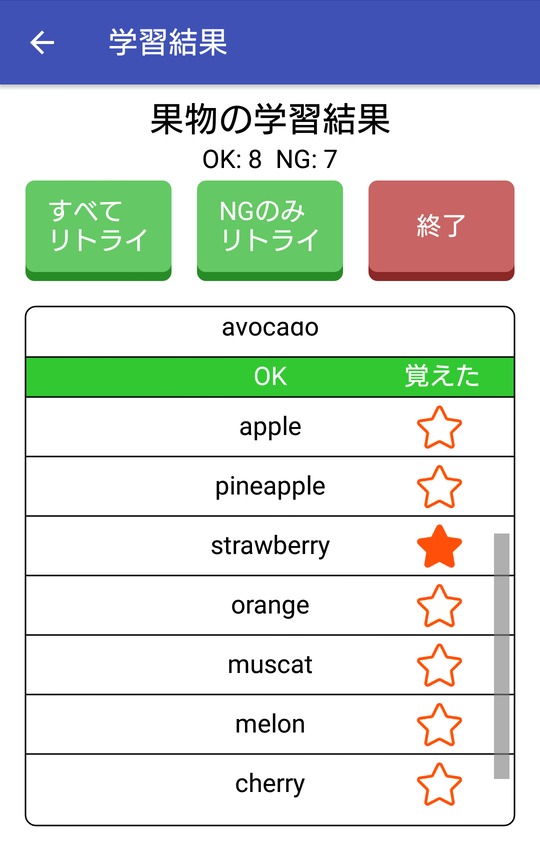 学習結果
果物の学習結果
OK: 8 NG: 7
すべて
リトライ
NGのみ
リトライ
終了
avocado
OK 覚えた
apple
pineapple
strawberry
orange
muscat
melon
cherry